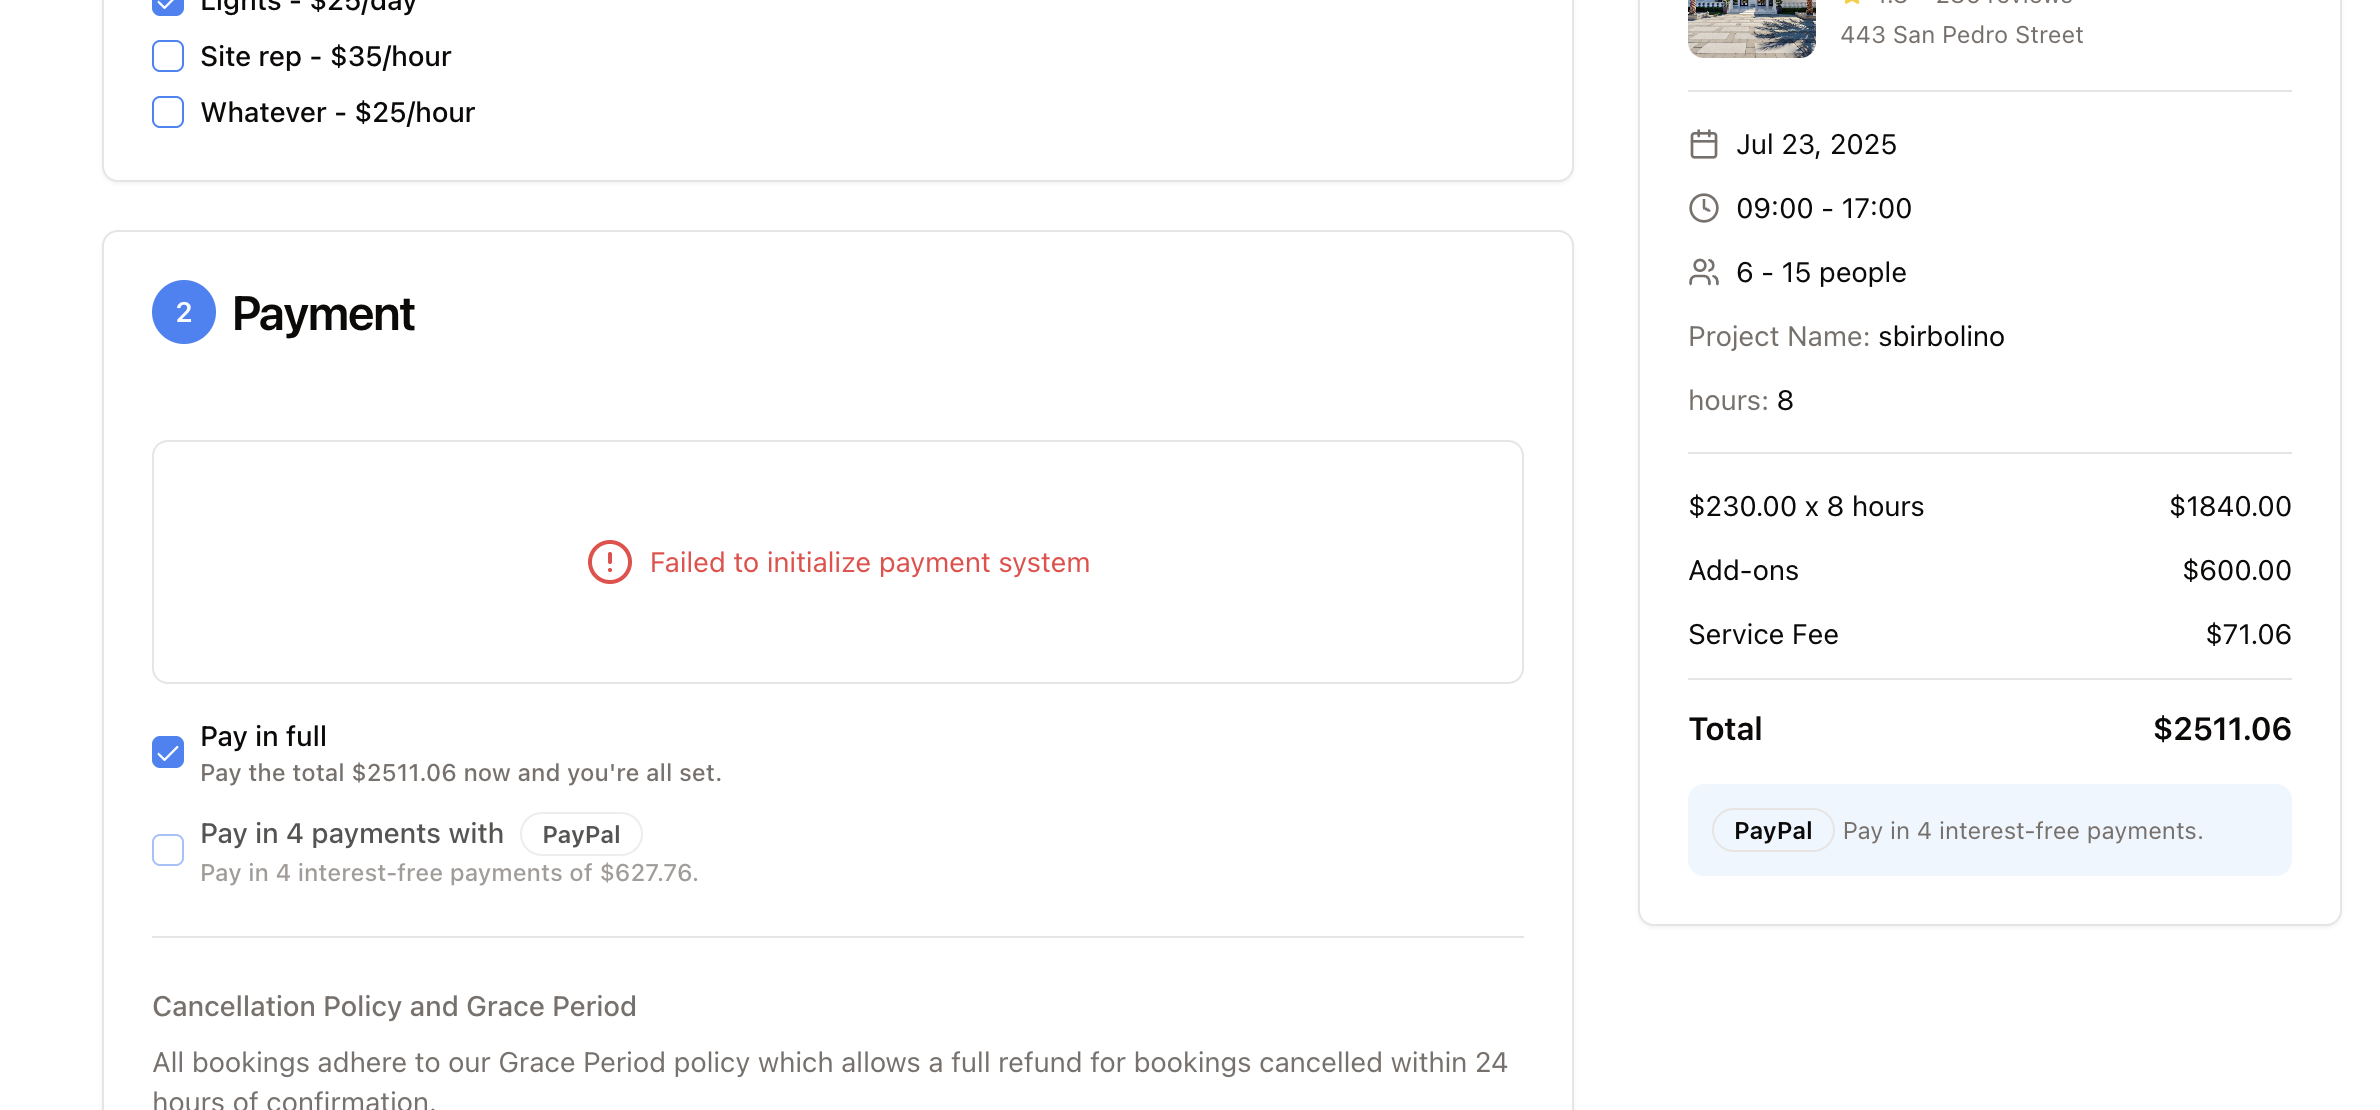 Lights - $25/day
Site rep - $35/hour
Whatever - $25/hour
2 Payment
Failed to initialize payment system
Pay in full
Pay the total $2511.06 now and you're all set.
Pay in 4 payments with PayPal
Pay in 4 interest-free payments of $627.76.
Cancellation Policy and Grace Period
All bookings adhere to our Grace Period policy which allows a full refund for bookings cancelled within 24
hours of confirmation.
443 San Pedro Street
Jul 23, 2025
09:00 - 17:00
6 - 15 people
Project Name: sbirbolino
hours: 8
$230.00 x 8 hours $1840.00
Add-ons $600.00
Service Fee $71.06
Total $2511.06
PayPal Pay in 4 interest-free payments.